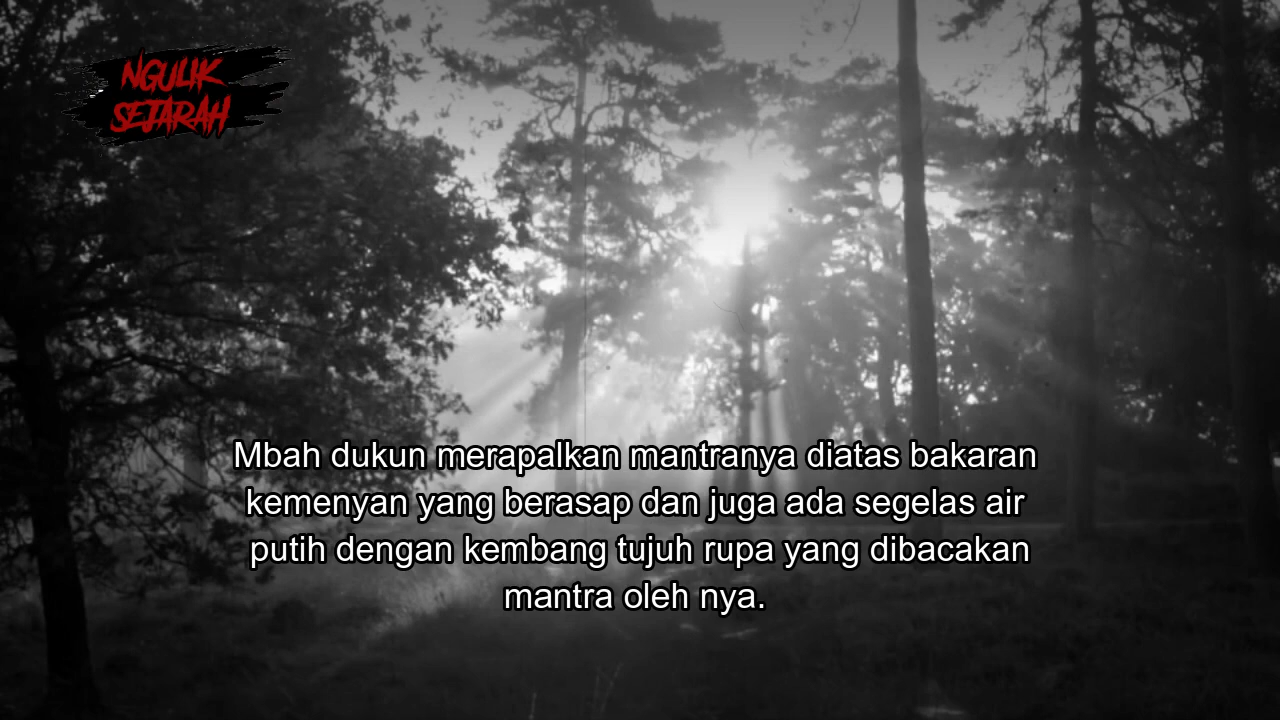 NGULIK
SEJARAH
Mbah dukun merapalkan mantranya diatas bakaran
kemenyan yang berasap dan juga ada segelas air
putih dengan kembang tujuh rupa yang dibacakan
mantra oleh nya.